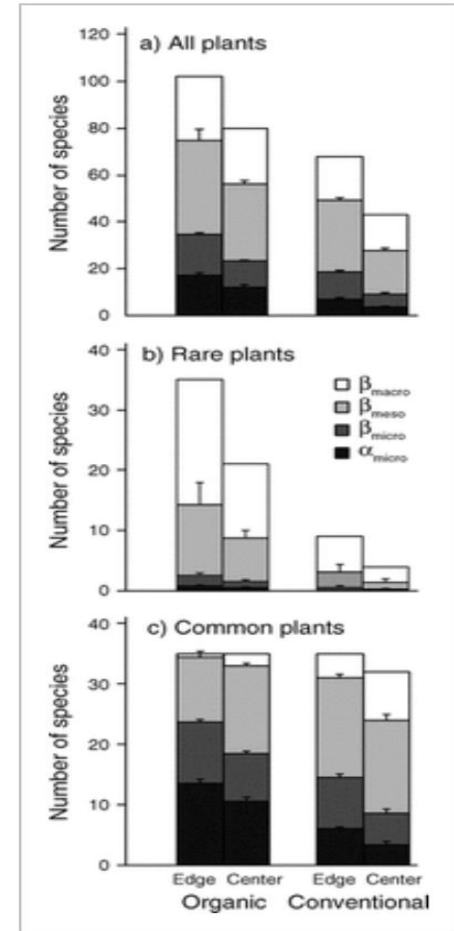 120
a) All plants
100
80
60
40
20
0
Number of species
40
b) Rare plants
30
20
10
0
Number of species
βmacro
βmeso
βmicro
αmicro
40
c) Common plants
30
20
10
0
Number of species
Edge Center Edge Center
Organic Conventional